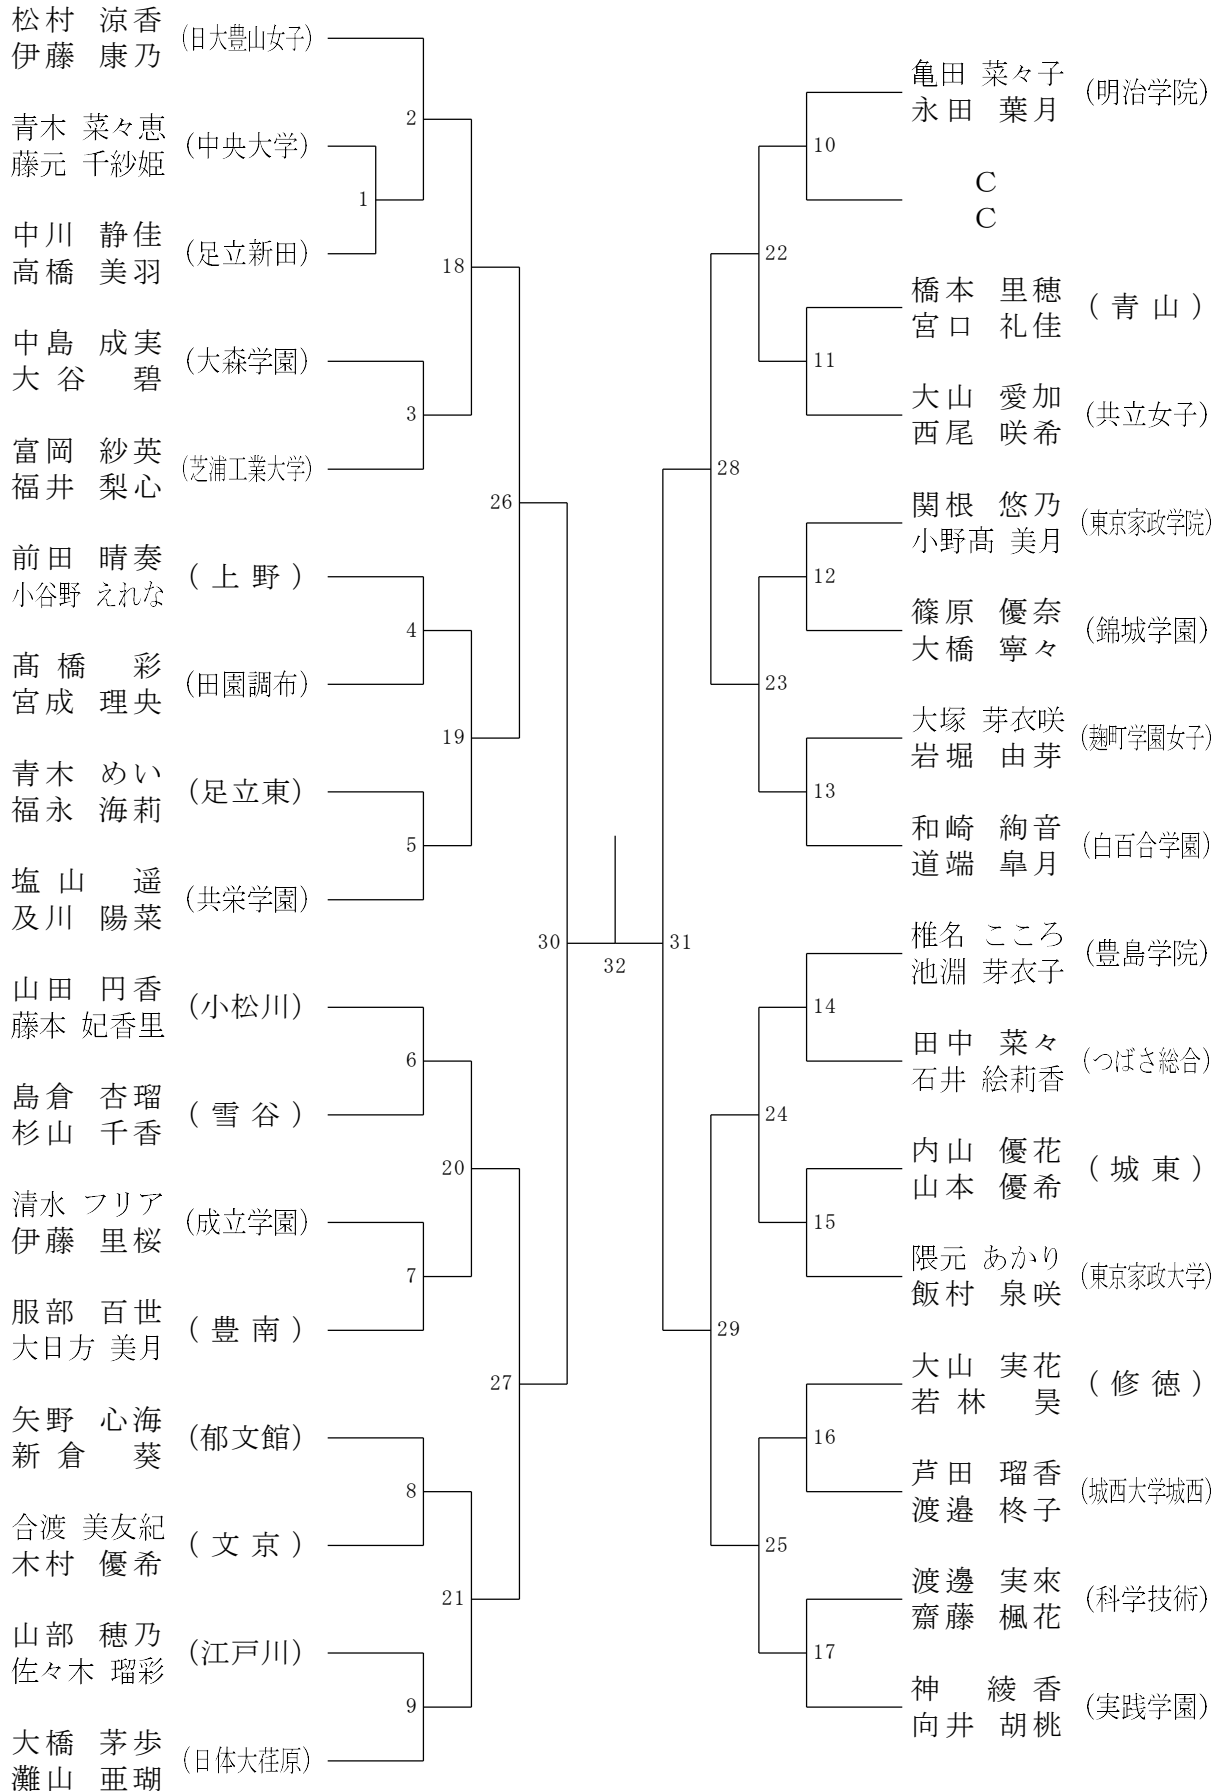 松村 涼香
伊藤 康乃
(日大豊山女子)
青木 菜々恵
藤元 千紗姫
(中央大学)
中川 静佳
高橋 美羽
(足立新田)
中島 成実
大谷 碧
(大森学園)
富岡 紗英
福井 梨心
(芝浦工業大学)
前田 晴奏
小谷野 えれな
(上野)
髙橋 彩
宮成 理央
(田園調布)
青木 めい
福永 海莉
(足立東)
塩山 遥
及川 陽菜
(共栄学園)
山田 円香
藤本 妃香里
(小松川)
島倉 杏瑠
杉山 千香
(雪谷)
清水 フリア
伊藤 里桜
(成立学園)
服部 百世
大日方 美月
(豊南)
矢野 心海
新倉 葵
(郁文館)
合渡 美友紀
木村 優希
(文京)
山部 穂乃
佐々木 瑠彩
(江戸川)
大橋 茅歩
灘山 亜瑚
(日体大荏原)
1
2
3
4
5
6
7
8
9
18
19
20
21
26
27
30
32
31
28
29
22
23
24
25
10
11
12
13
14
15
16
17
亀田 菜々子
永田 葉月
(明治学院)
C
C
橋本 里穂
宮口 礼佳
(青山)
大山 愛加
西尾 咲希
(共立女子)
関根 悠乃
小野髙 美月
(東京家政学院)
篠原 優奈
大橋 寧々
(錦城学園)
大塚 芽衣咲
岩堀 由芽
(麹町学園女子)
和崎 絢音
道端 皐月
(白百合学園)
椎名 こころ
池淵 芽衣子
(豊島学院)
田中 菜々
石井 絵莉香
(つばさ総合)
内山 優花
山本 優希
(城東)
隈元 あかり
飯村 泉咲
(東京家政大学)
大山 実花
若林 昊
(修徳)
芦田 瑠香
渡邉 柊子
(城西大学城西)
渡邊 実來
齋藤 楓花
(科学技術)
神 綾香
向井 胡桃
(実践学園)